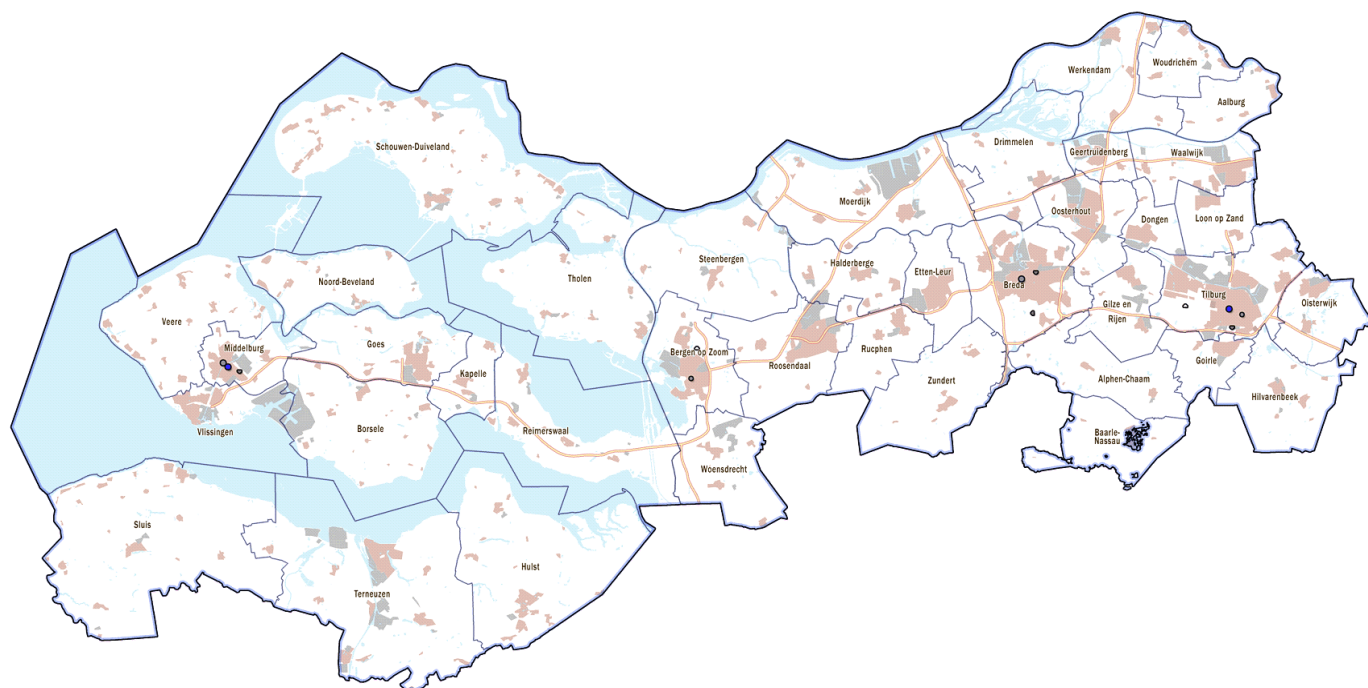 Woudrichem
Werkendam
Aalburg
Drimmelen
Schouwen-Duiveland
Geertruidenberg
Waalwijk
Moerdijk
Oosterhout
Dongen
Loon op Zand
Steenbergen
Halderberge
Tholen
Etten-Leur
Noord-Beveland
Breda
Tilburg
Oisterwijk
Gilze en
Rijen
Veere
Goes
Middelburg
Bergen op Zoom
Rucphen
Goirle
Roosendaal
Kapelle
Zundert
Alphen-Chaam
Hilvarenbeek
Borsele
Reimerswaal
Vlissingen
Baarle-
Nassau
Woensdrecht
Sluis
Hulst
Terneuzen